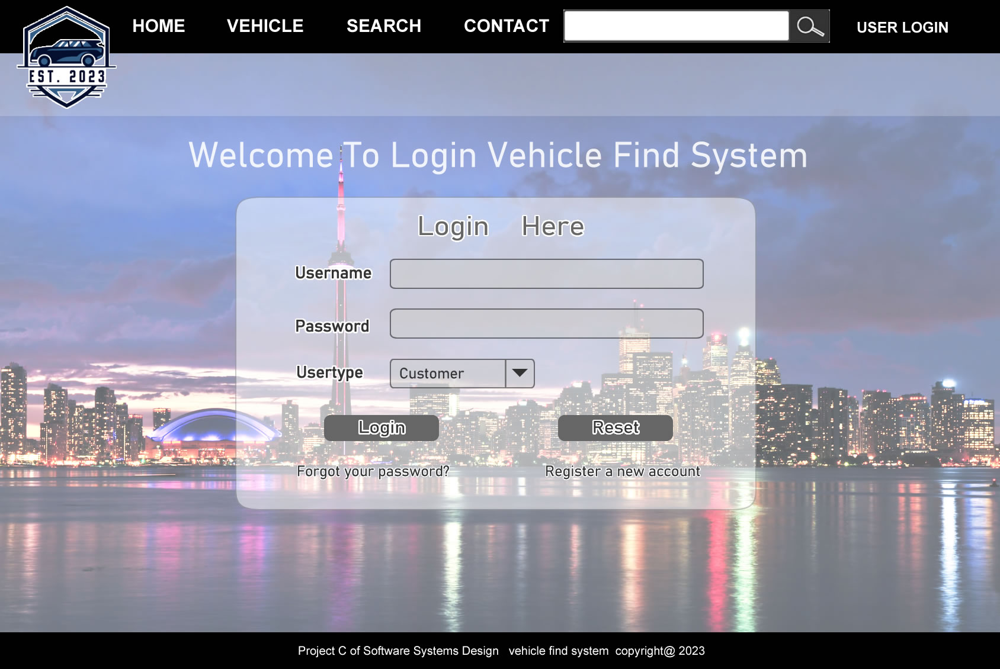 HOME VEHICLE SEARCH CONTACT USER LOGIN
EST. 2023
Welcome To Login Vehicle Find System
Login Here
Username
Password
Usertype Customer
Login Reset
Forgot your password? Register a new account
Project C of Software Systems Design vehicle find system copyright@ 2023